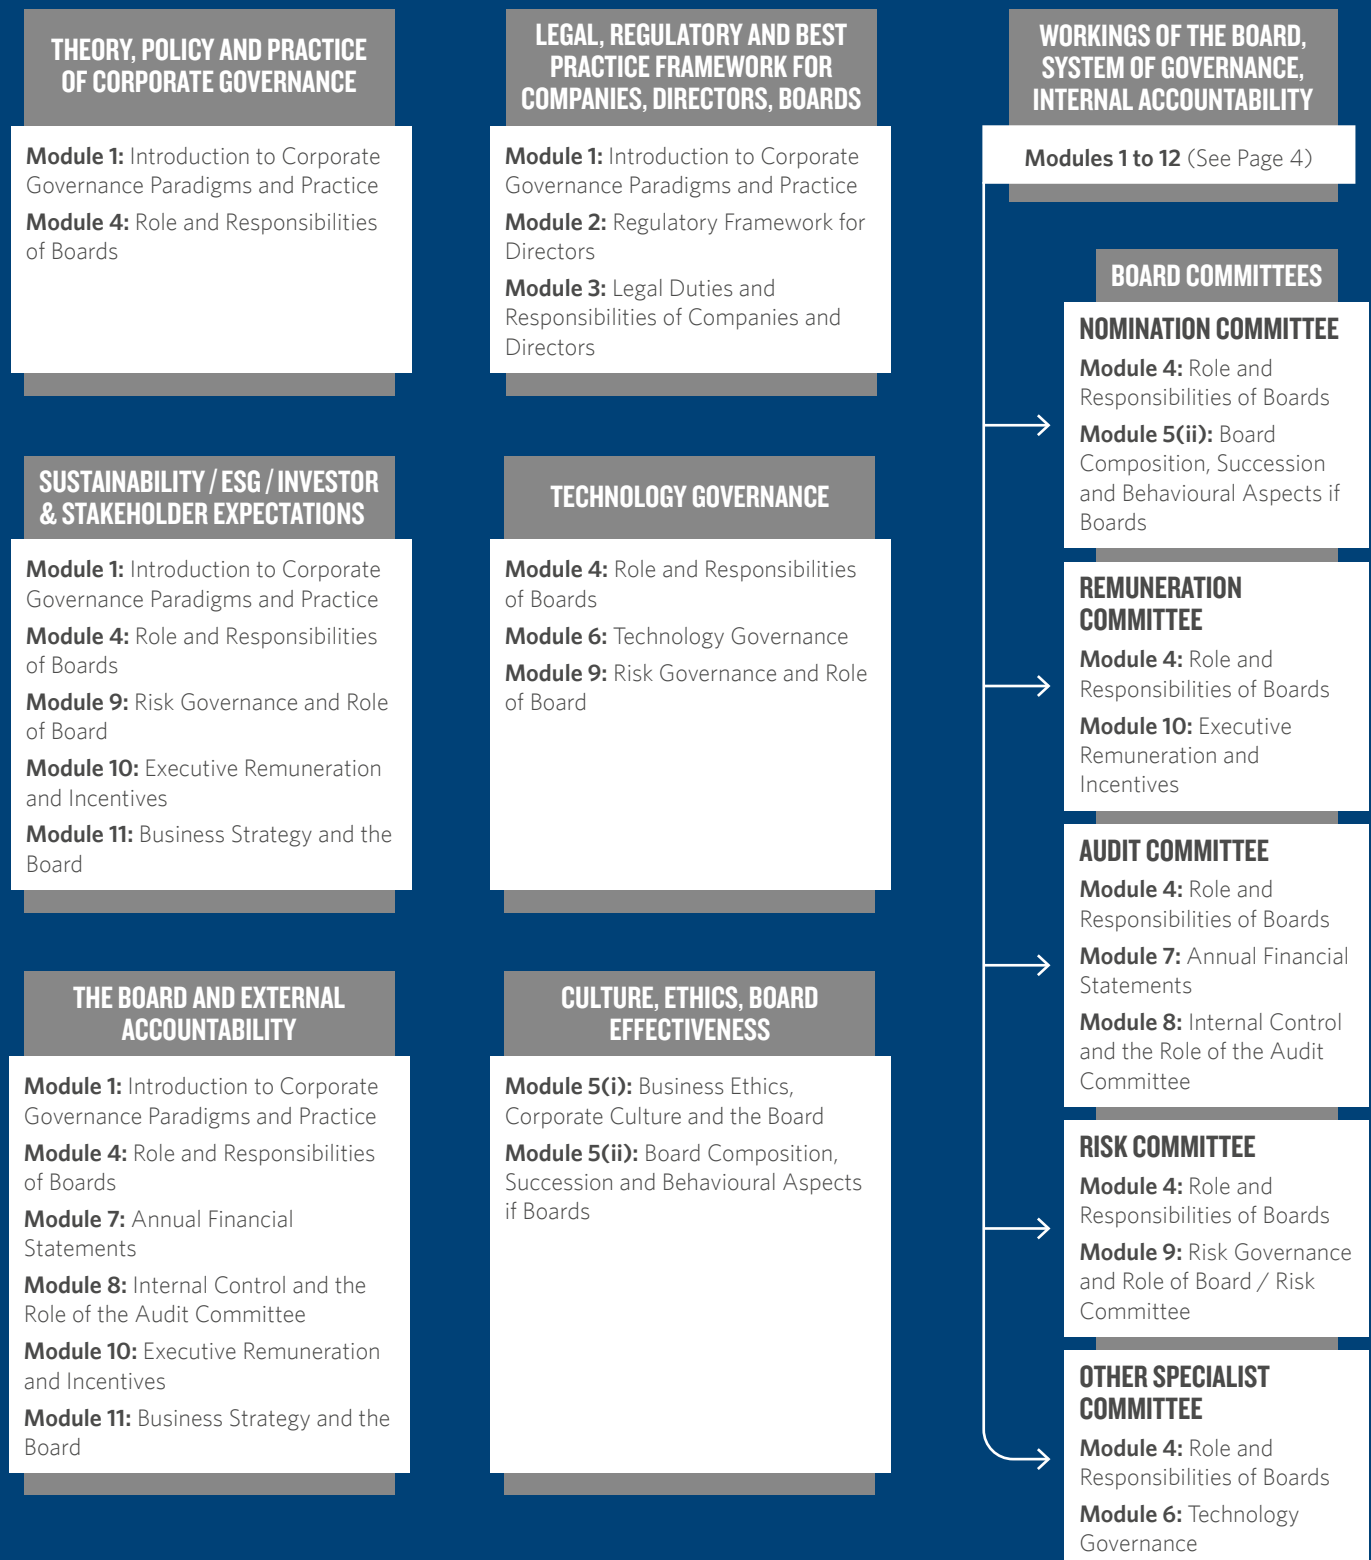 THEORY, POLICY AND PRACTICE
OF CORPORATE GOVERNANCE
Module 1: Introduction to Corporate
Governance Paradigms and Practice
Module 4: Role and Responsibilities
of Boards
LEGAL, REGULATORY AND BEST
PRACTICE FRAMEWORK FOR
COMPANIES, DIRECTORS, BOARDS
Module 1: Introduction to Corporate
Governance Paradigms and Practice
Module 2: Regulatory Framework for
Directors
Module 3: Legal Duties and
Responsibilities of Companies and
Directors
SUSTAINABILITY / ESG / INVESTOR
& STAKEHOLDER EXPECTATIONS
Module 1: Introduction to Corporate
Governance Paradigms and Practice
Module 4: Role and Responsibilities
of Boards
Module 9: Risk Governance and Role
of Board
Module 10: Executive Remuneration
and Incentives
Module 11: Business Strategy and the
Board
TECHNOLOGY GOVERNANCE
Module 4: Role and Responsibilities
of Boards
Module 6: Technology Governance
Module 9: Risk Governance and Role
of Board
THE BOARD AND EXTERNAL
ACCOUNTABILITY
Module 1: Introduction to Corporate
Governance Paradigms and Practice
Module 4: Role and Responsibilities
of Boards
Module 7: Annual Financial
Statements
Module 8: Internal Control and the
Role of the Audit Committee
Module 10: Executive Remuneration
and Incentives
Module 11: Business Strategy and the
Board
CULTURE, ETHICS, BOARD
EFFECTIVENESS
Module 5(i): Business Ethics,
Corporate Culture and the Board
Module 5(ii): Board Composition,
Succession and Behavioural Aspects
if Boards
WORKINGS OF THE BOARD,
SYSTEM OF GOVERNANCE,
INTERNAL ACCOUNTABILITY
Modules 1 to 12 (See Page 4)
BOARD COMMITTEES
NOMINATION COMMITTEE
Module 4: Role and
Responsibilities of Boards
Module 5(ii): Board
Composition, Succession
and Behavioural Aspects if
Boards
REMUNERATION
COMMITTEE
Module 4: Role and
Responsibilities of Boards
Module 10: Executive
Remuneration and
Incentives
AUDIT COMMITTEE
Module 4: Role and
Responsibilities of Boards
Module 7: Annual Financial
Statements
Module 8: Internal Control
and the Role of the Audit
Committee
RISK COMMITTEE
Module 4: Role and
Responsibilities of Boards
Module 9: Risk Governance
and Role of Board / Risk
Committee
OTHER SPECIALIST
COMMITTEE
Module 4: Role and
Responsibilities of Boards
Module 6: Technology
Governance